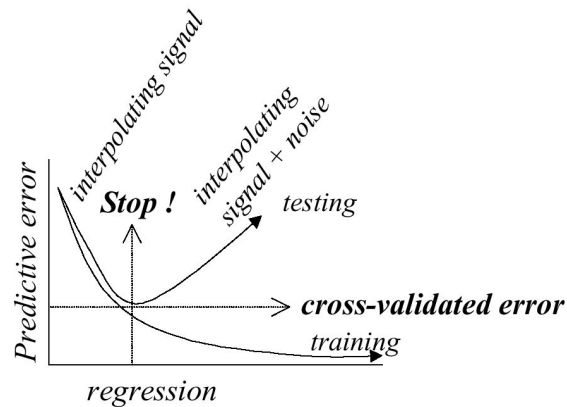 interpolating signal
interpolating
signal + noise
Stop !
testing
Predictive error
cross-validated error
training
regression